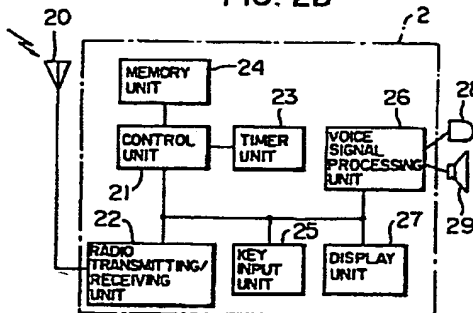 FIG. 2B
20
2
MEMORY
UNIT
24
23
26
28
CONTROL
UNIT
TIMER
UNIT
VOICE
SIGNAL
PROCESSING
UNIT
21
29
22
25
27
RADIO
TRANSMITTING/
RECEIVING
UNIT
KEY
INPUT
UNIT
DISPLAY
UNIT